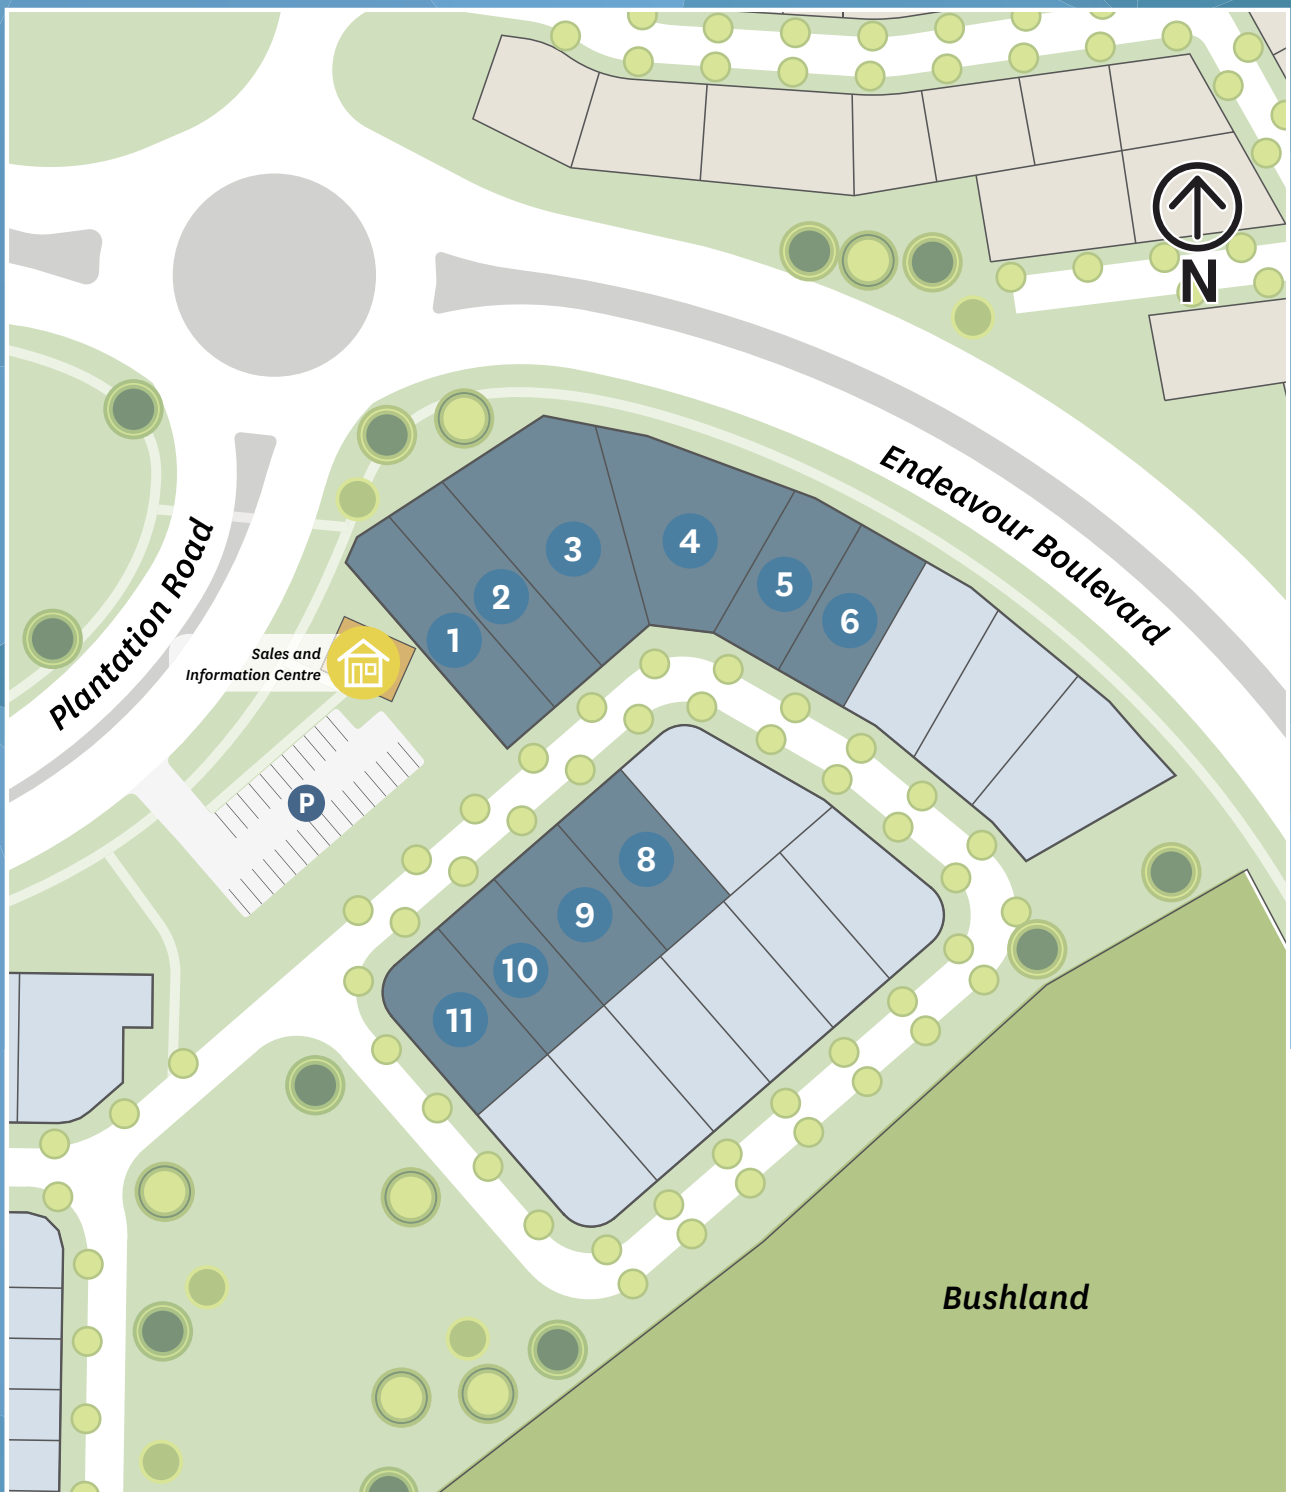 N
Endeavour Boulevard
Plantation Road
3
4
5
2
6
1
Sales and
Information Centre
P
8
9
10
11
Bushland